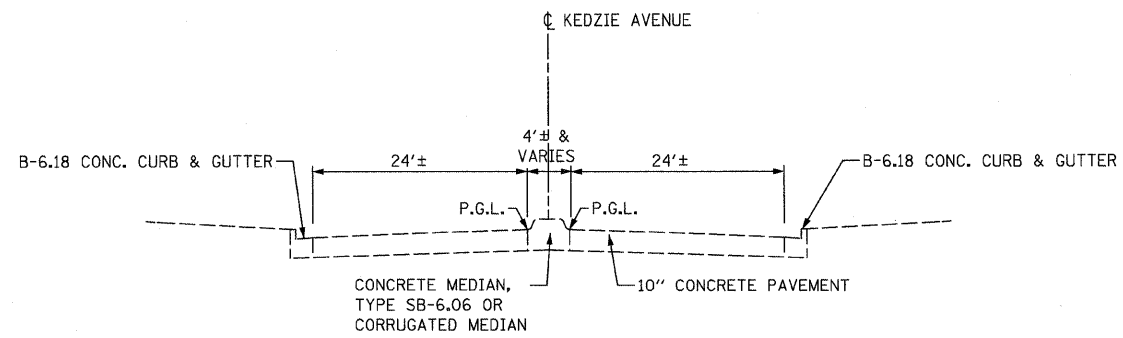 ℄ KEDZIE AVENUE
4'± &
VARIES
24'±
24'±
B-6.18 CONC. CURB & GUTTER
B-6.18 CONC. CURB & GUTTER
P.G.L.
P.G.L.
CONCRETE MEDIAN,
TYPE SB-6.06 OR
CORRUGATED MEDIAN
10" CONCRETE PAVEMENT